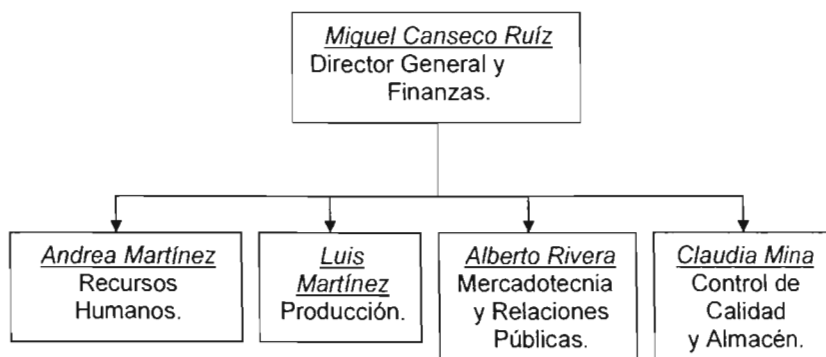 Miguel Canseco Ruíz
Director General y
Finanzas.
Andrea Martínez
Recursos
Humanos.
Luis
Martínez
Producción.
Alberto Rivera
Mercadotecnia
y Relaciones
Públicas.
Claudia Mina
Control de
Calidad
y Almacén.